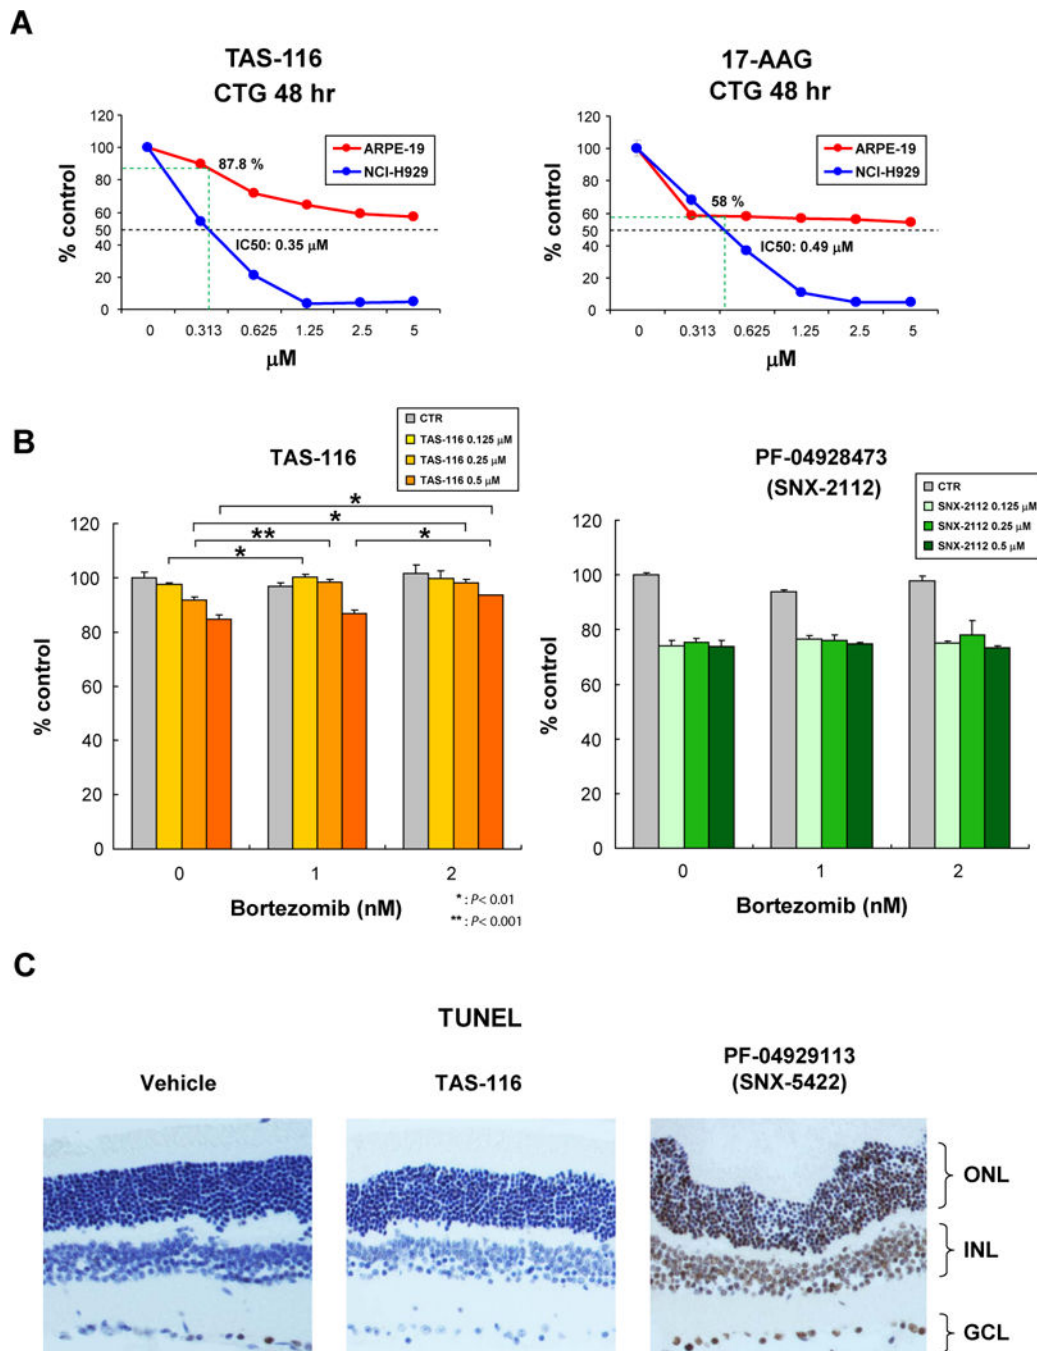 A
TAS-116
CTG 48 hr
120
100
80
60
50
40
20
0
% control
87.8 %
ARPE-19
NCI-H929
IC50: 0.35 μM
0 0.313 0.625 1.25 2.5 5
μM
17-AAG
CTG 48 hr
120
100
80
60
50
40
20
0
% control
58 %
ARPE-19
NCI-H929
IC50: 0.49 μM
0 0.313 0.625 1.25 2.5 5
μM
B
TAS-116
CTR
TAS-116 0.125 μM
TAS-116 0.25 μM
TAS-116 0.5 μM
*
*
**
*
*
120
100
80
60
40
20
0
% control
0 1 2
Bortezomib (nM)
* : P< 0.01
** : P< 0.001
PF-04928473
(SNX-2112)
CTR
SNX-2112 0.125 μM
SNX-2112 0.25 μM
SNX-2112 0.5 μM
120
100
80
60
40
20
0
% control
0 1 2
Bortezomib (nM)
C
TUNEL
Vehicle
TAS-116
PF-04929113
(SNX-5422)
ONL
INL
GCL